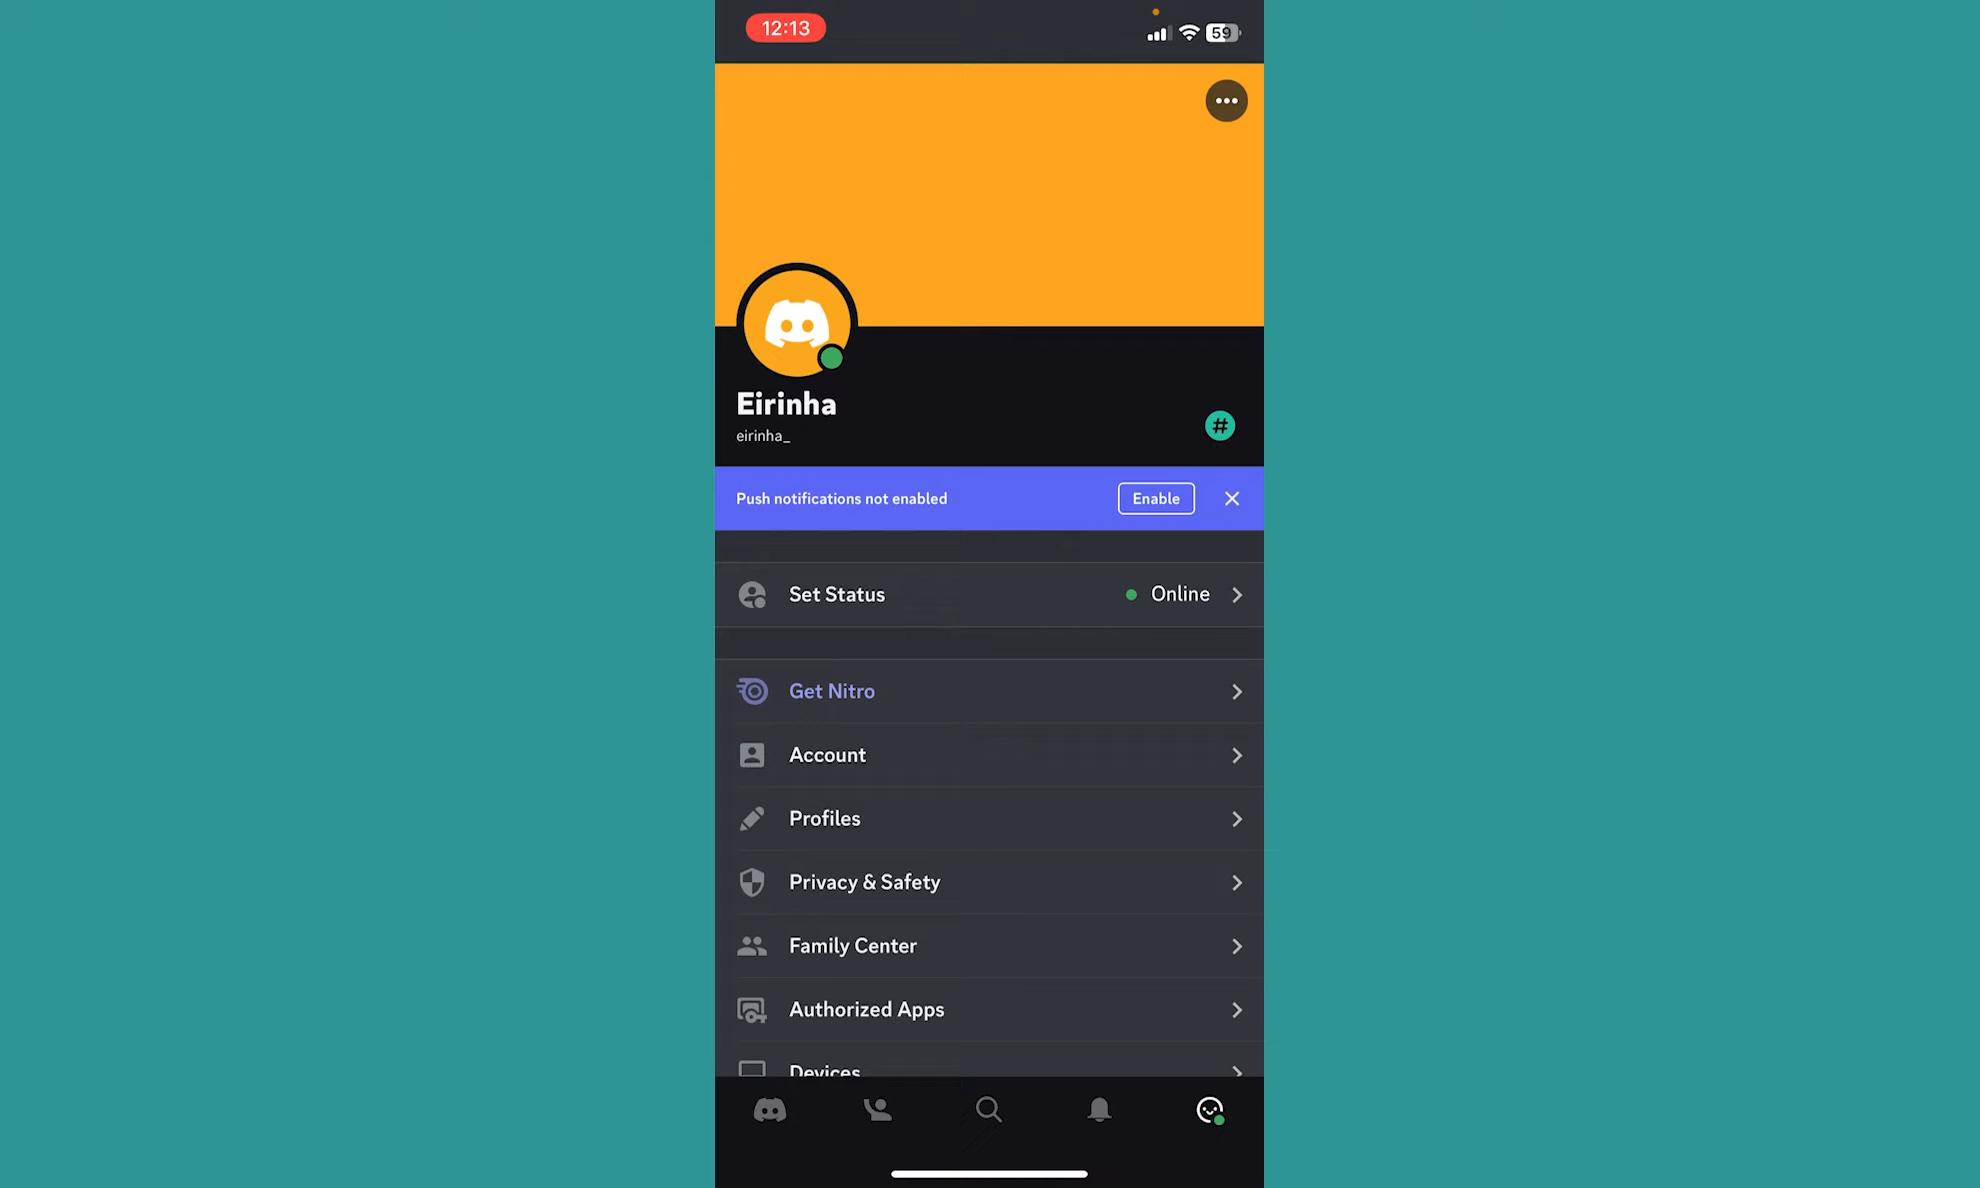 12:13
59
Eirinha
eirinha_
#
Push notifications not enabled
Enable
Set Status
Online
Get Nitro
Account
Profiles
Privacy & Safety
Family Center
Authorized Apps
Devices